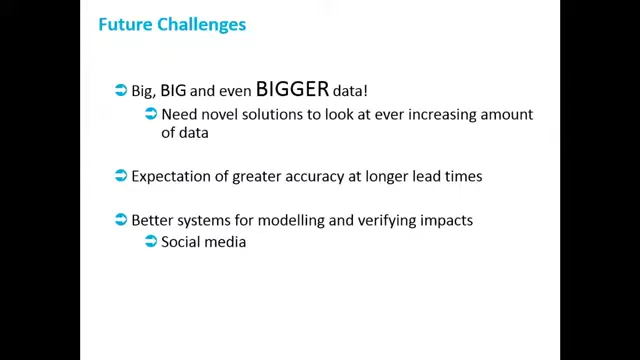 Future Challenges
Big, BIG and even BIGGER data!
Need novel solutions to look at ever increasing amount
of data
Expectation of greater accuracy at longer lead times
Better systems for modelling and verifying impacts
Social media